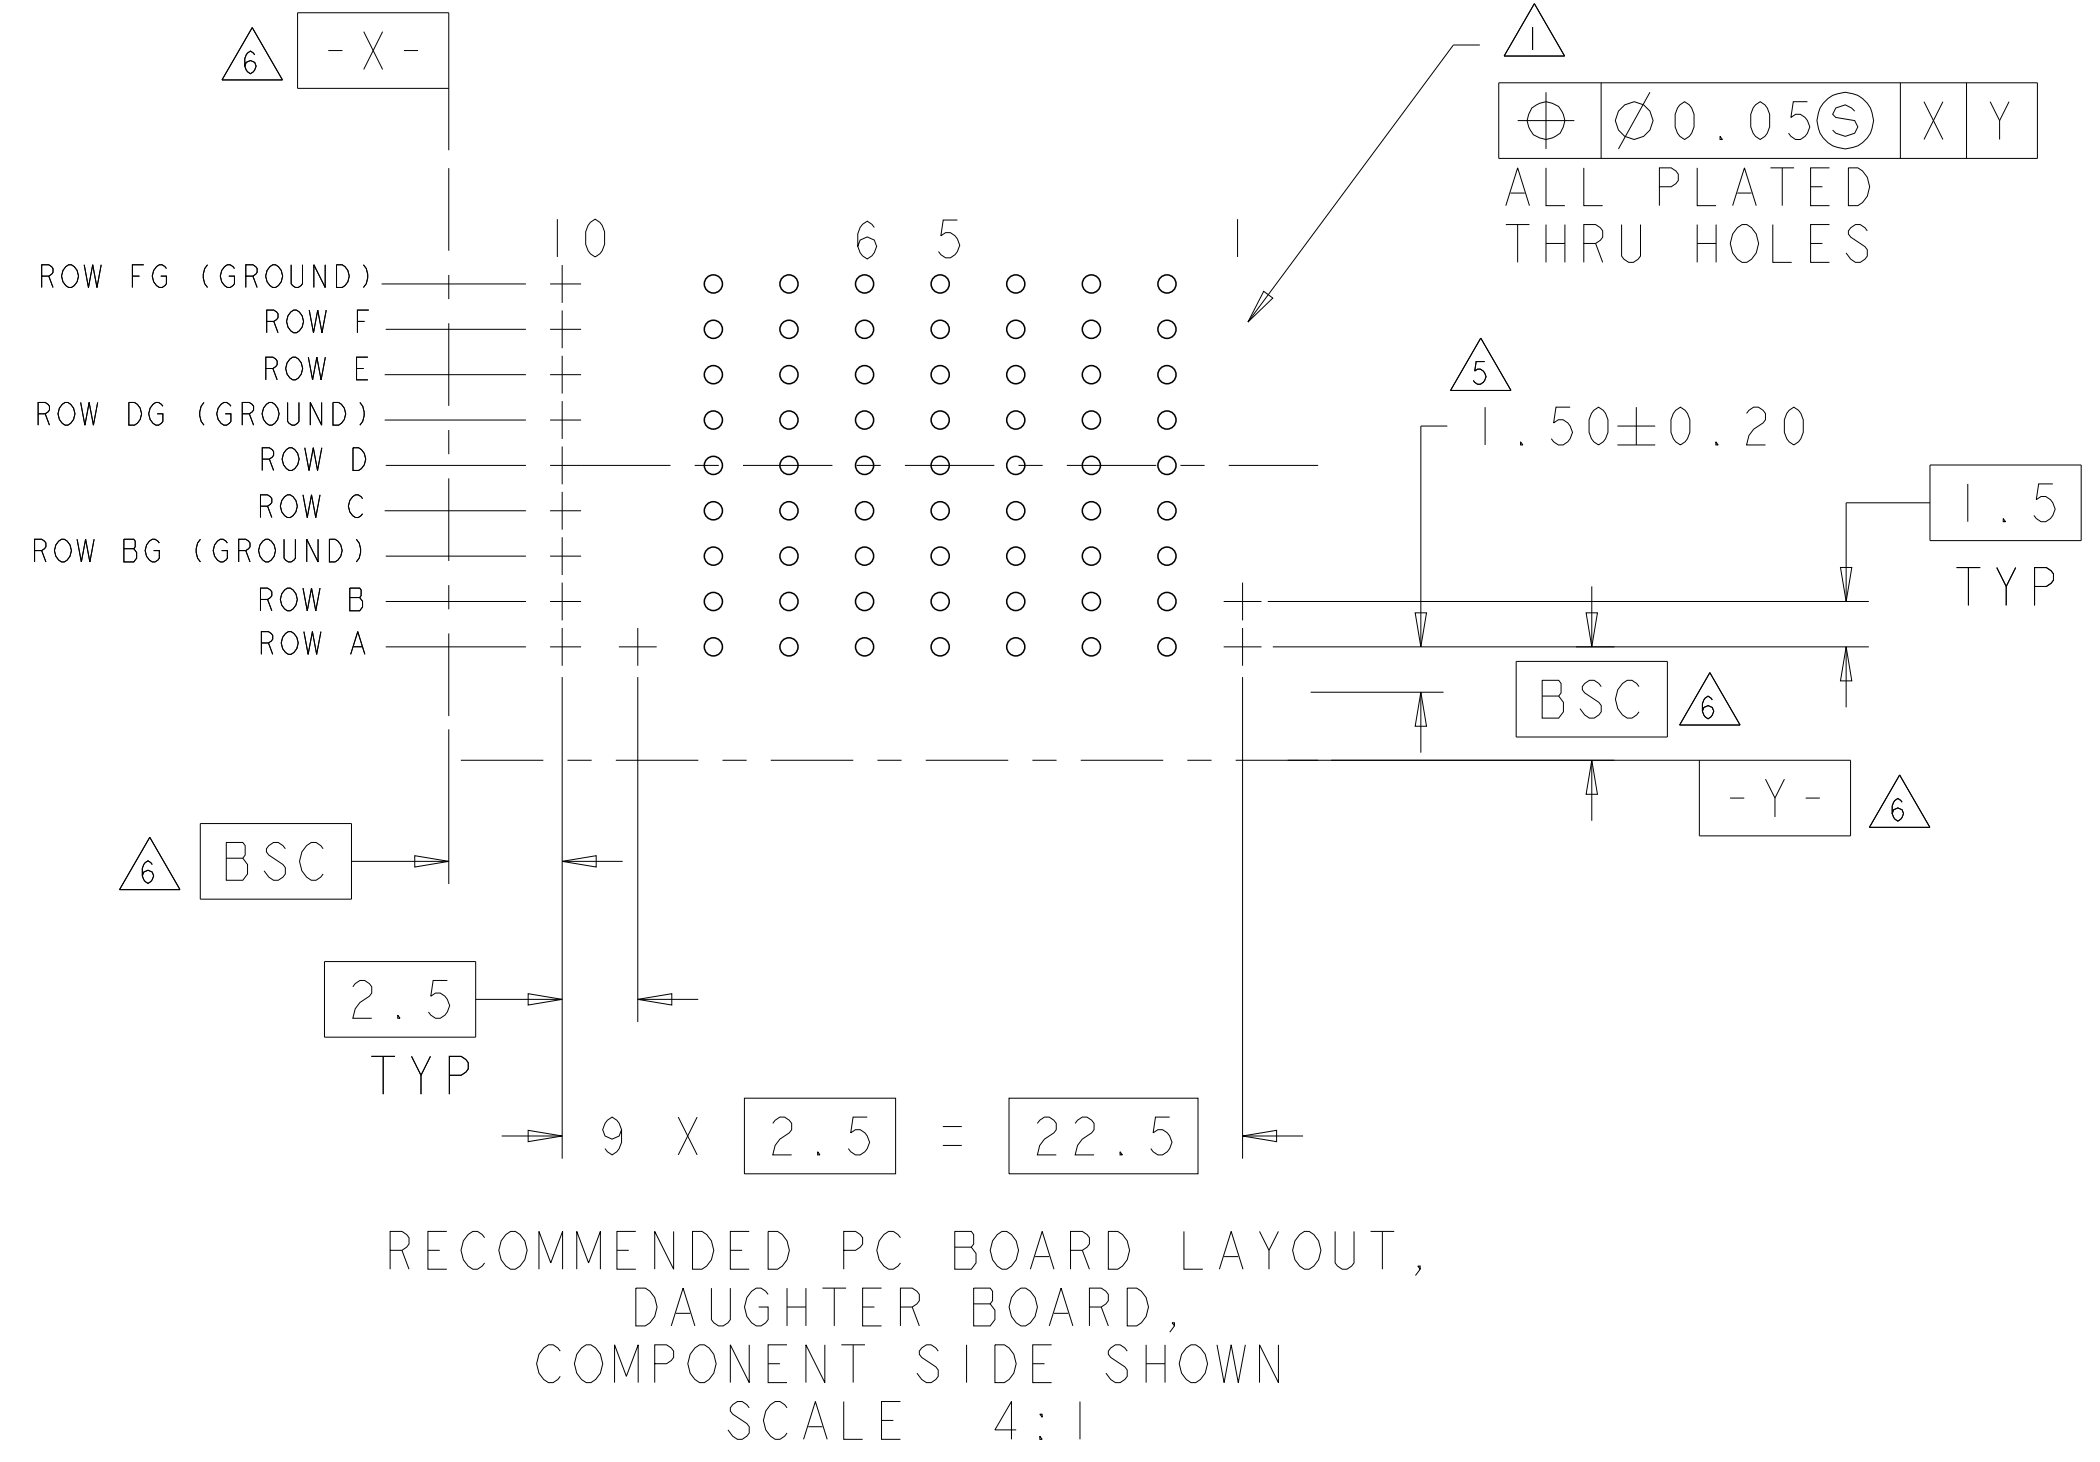 6 -X-
1
⌖ ⌀0.05Ⓢ X Y
ALL PLATED
THRU HOLES
10 6 5 1
ROW FG (GROUND)
ROW F
ROW E
ROW DG (GROUND)
ROW D
ROW C
ROW BG (GROUND)
ROW B
ROW A
5
1.50±0.20
1.5
TYP
BSC 6
-Y- 6
6 BSC
2.5
TYP
9 X 2.5 = 22.5
RECOMMENDED PC BOARD LAYOUT,
DAUGHTER BOARD,
COMPONENT SIDE SHOWN
SCALE 4:1